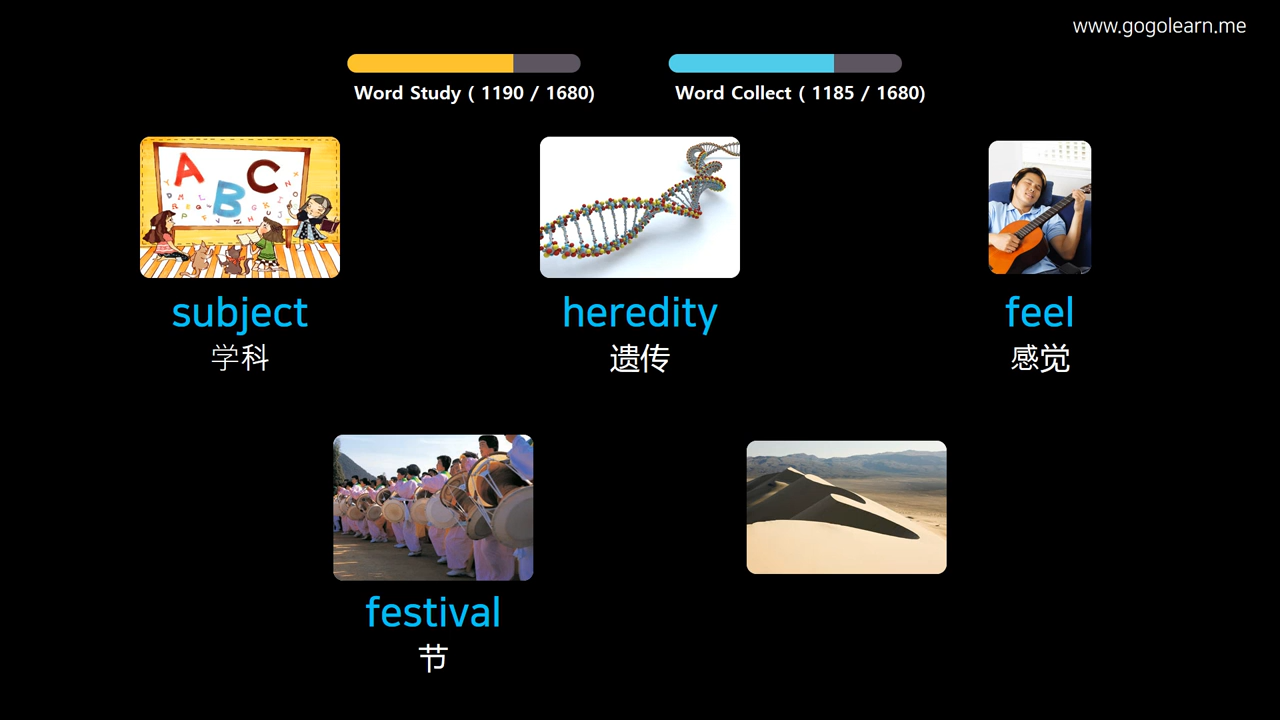 www.gogolearn.me
Word Study ( 1190 / 1680)
Word Collect ( 1185 / 1680)
A
B
C
subject
学科
heredity
遗传
feel
感觉
festival
节